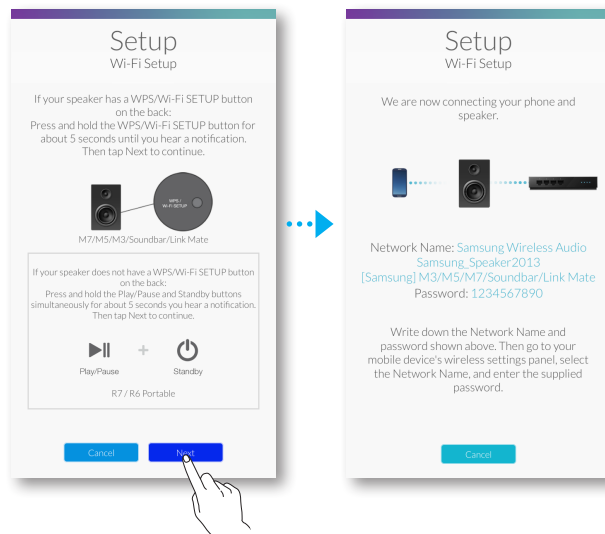 Setup
Wi-Fi Setup
If your speaker has a WPS/Wi-Fi SETUP button
on the back:
Press and hold the WPS/Wi-Fi SETUP button for
about 5 seconds until you hear a notification.
Then tap Next to continue.
WPS/
Wi-Fi SETUP
M7/M5/M3/Soundbar/Link Mate
If your speaker does not have a WPS/Wi-Fi SETUP button
on the back:
Press and hold the Play/Pause and Standby buttons
simultaneously for about 5 seconds you hear a notification.
Then tap Next to continue.
+
Play/Pause
Standby
R7 / R6 Portable
Cancel
Next
Setup
Wi-Fi Setup
We are now connecting your phone and
speaker.
Network Name: Samsung Wireless Audio
Samsung_Speaker2013
[Samsung] M3/M5/M7/Soundbar/Link Mate
Password: 1234567890
Write down the Network Name and
password shown above. Then go to your
mobile device's wireless settings panel, select
the Network Name, and enter the supplied
password.
Cancel